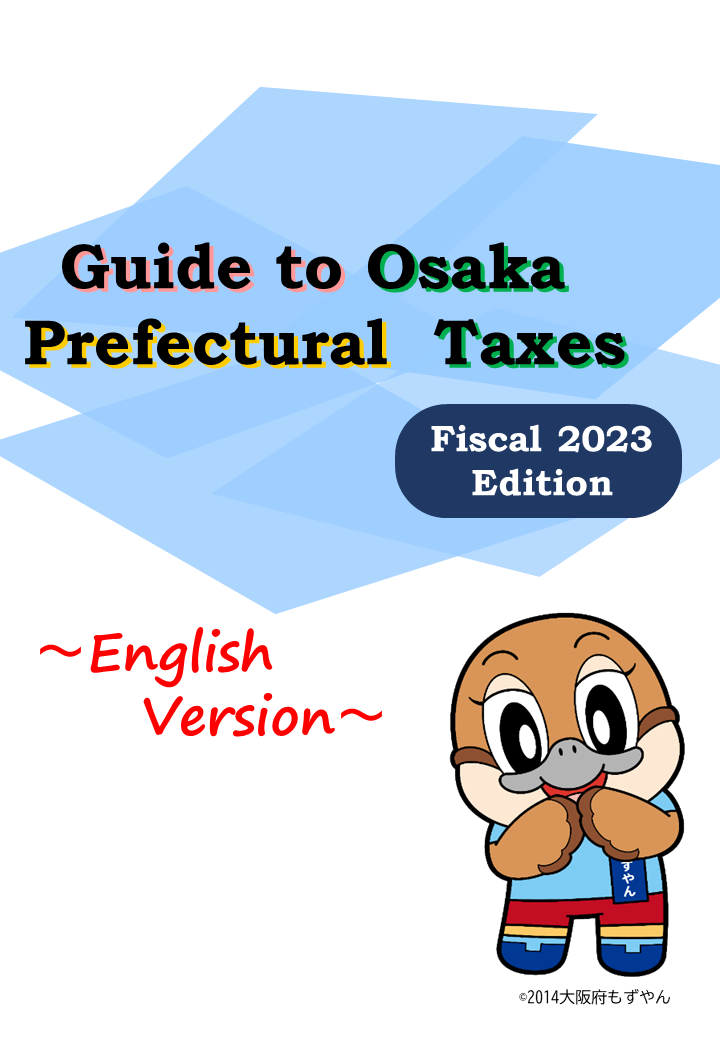 Guide to Osaka
Prefectural Taxes
Fiscal 2023
Edition
～English
Version～
ずやん
©2014大阪府もずやん